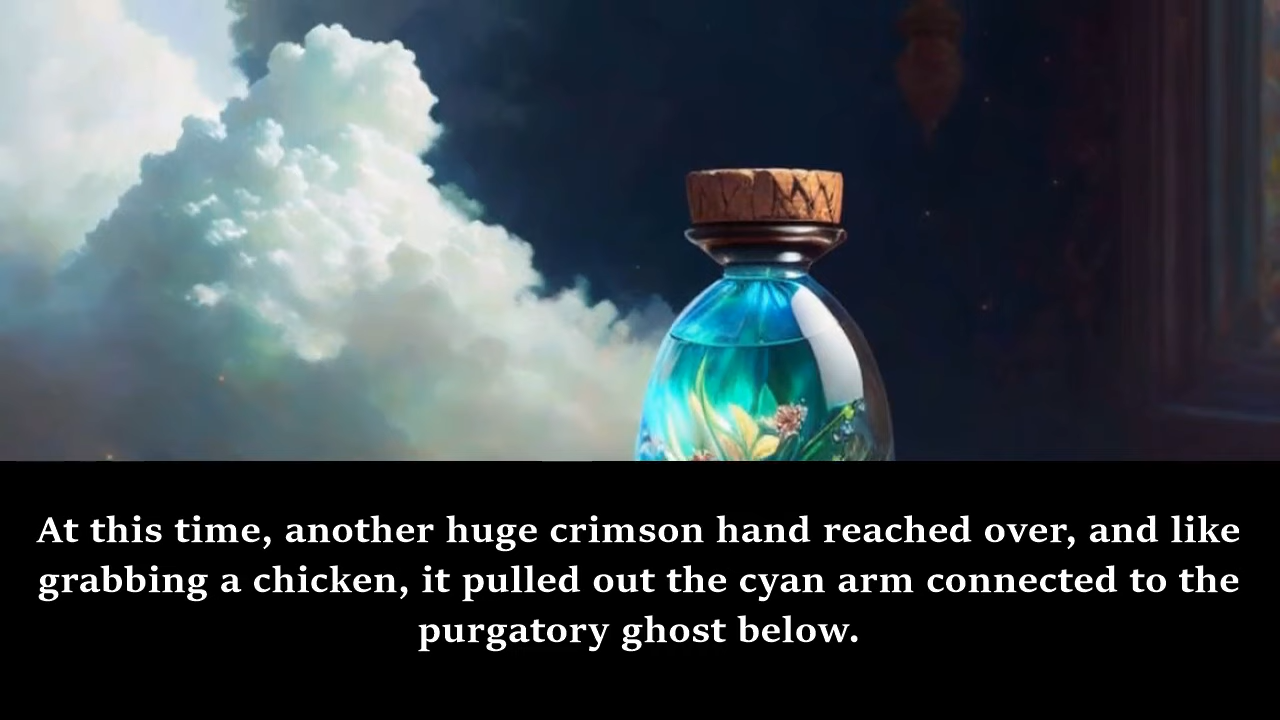 At this time, another huge crimson hand reached over, and like
grabbing a chicken, it pulled out the cyan arm connected to the
purgatory ghost below.